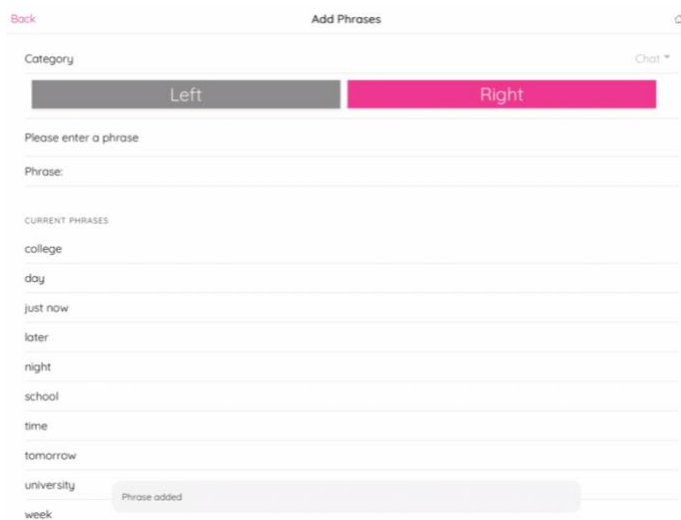 Back Add Phrases
Category Chat
Left Right
Please enter a phrase
Phrase:
CURRENT PHRASES
college
day
just now
later
night
school
time
tomorrow
university
Phrase added
week